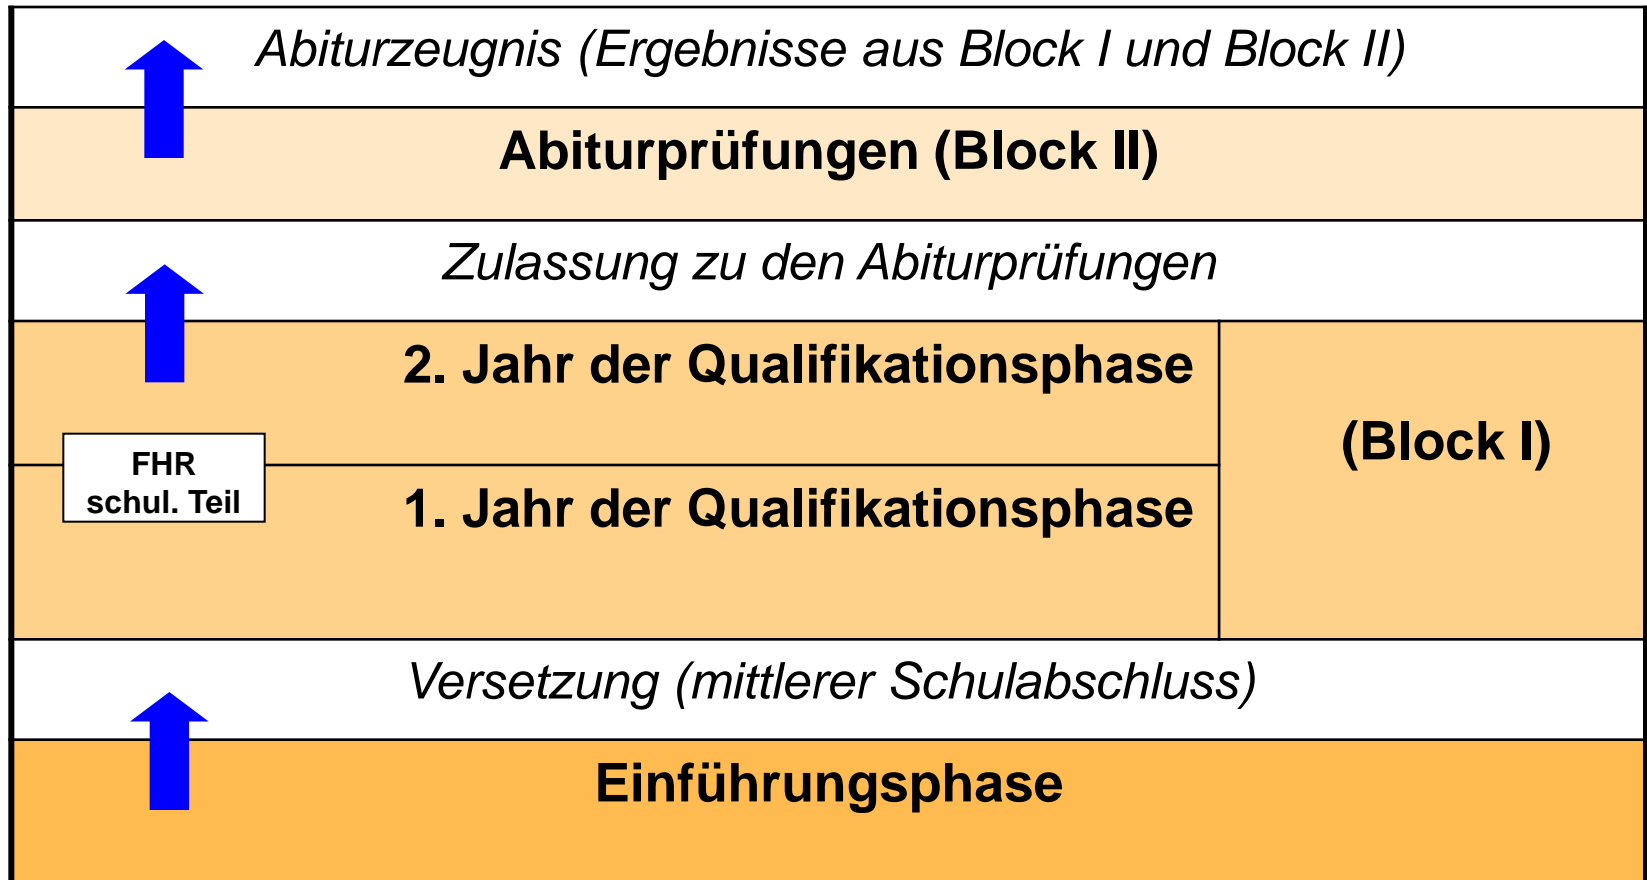 Abiturzeugnis (Ergebnisse aus Block I und Block II)
Abiturprüfungen (Block II)
Zulassung zu den Abiturprüfungen
2. Jahr der Qualifikationsphase
(Block I)
FHR
schul. Teil
1. Jahr der Qualifikationsphase
Versetzung (mittlerer Schulabschluss)
Einführungsphase